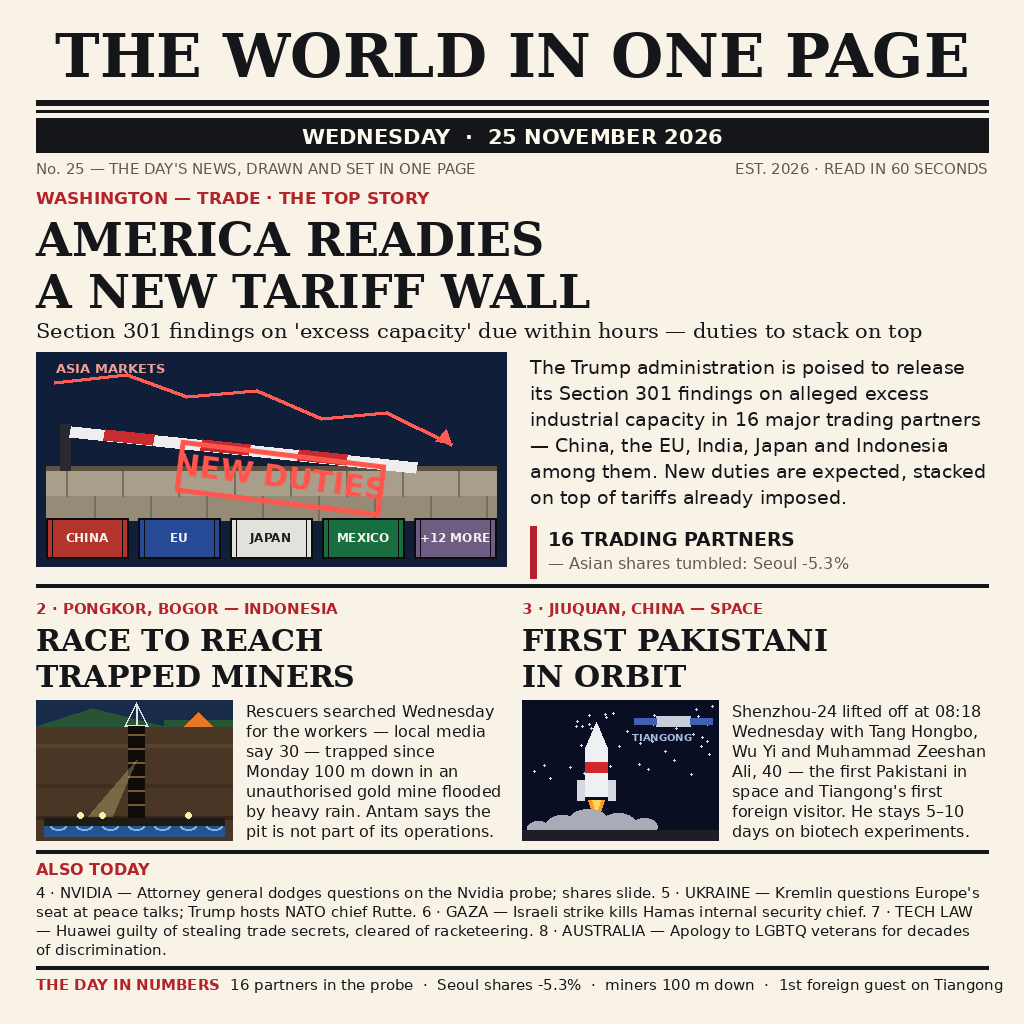 THE WORLD IN ONE PAGE
WEDNESDAY · 25 NOVEMBER 2026
No. 25 — THE DAY'S NEWS, DRAWN AND SET IN ONE PAGE
EST. 2026 · READ IN 60 SECONDS
WASHINGTON — TRADE · THE TOP STORY
AMERICA READIES
A NEW TARIFF WALL
Section 301 findings on 'excess capacity' due within hours — duties to stack on top
ASIA MARKETS
NEW DUTIES
CHINA
EU
JAPAN
MEXICO
+12 MORE
The Trump administration is poised to release
its Section 301 findings on alleged excess
industrial capacity in 16 major trading partners
— China, the EU, India, Japan and Indonesia
among them. New duties are expected, stacked
on top of tariffs already imposed.
16 TRADING PARTNERS
— Asian shares tumbled: Seoul -5.3%
2 · PONGKOR, BOGOR — INDONESIA
RACE TO REACH
TRAPPED MINERS
Rescuers searched Wednesday
for the workers — local media
say 30 — trapped since
Monday 100 m down in an
unauthorised gold mine flooded
by heavy rain. Antam says the
pit is not part of its operations.
3 · JIUQUAN, CHINA — SPACE
FIRST PAKISTANI
IN ORBIT
TIANGONG
Shenzhou-24 lifted off at 08:18
Wednesday with Tang Hongbo,
Wu Yi and Muhammad Zeeshan
Ali, 40 — the first Pakistani in
space and Tiangong's first
foreign visitor. He stays 5–10
days on biotech experiments.
ALSO TODAY
4 · NVIDIA — Attorney general dodges questions on the Nvidia probe; shares slide. 5 · UKRAINE — Kremlin questions Europe's
seat at peace talks; Trump hosts NATO chief Rutte. 6 · GAZA — Israeli strike kills Hamas internal security chief. 7 · TECH LAW
— Huawei guilty of stealing trade secrets, cleared of racketeering. 8 · AUSTRALIA — Apology to LGBTQ veterans for decades
of discrimination.
THE DAY IN NUMBERS 16 partners in the probe · Seoul shares -5.3% · miners 100 m down · 1st foreign guest on Tiangong